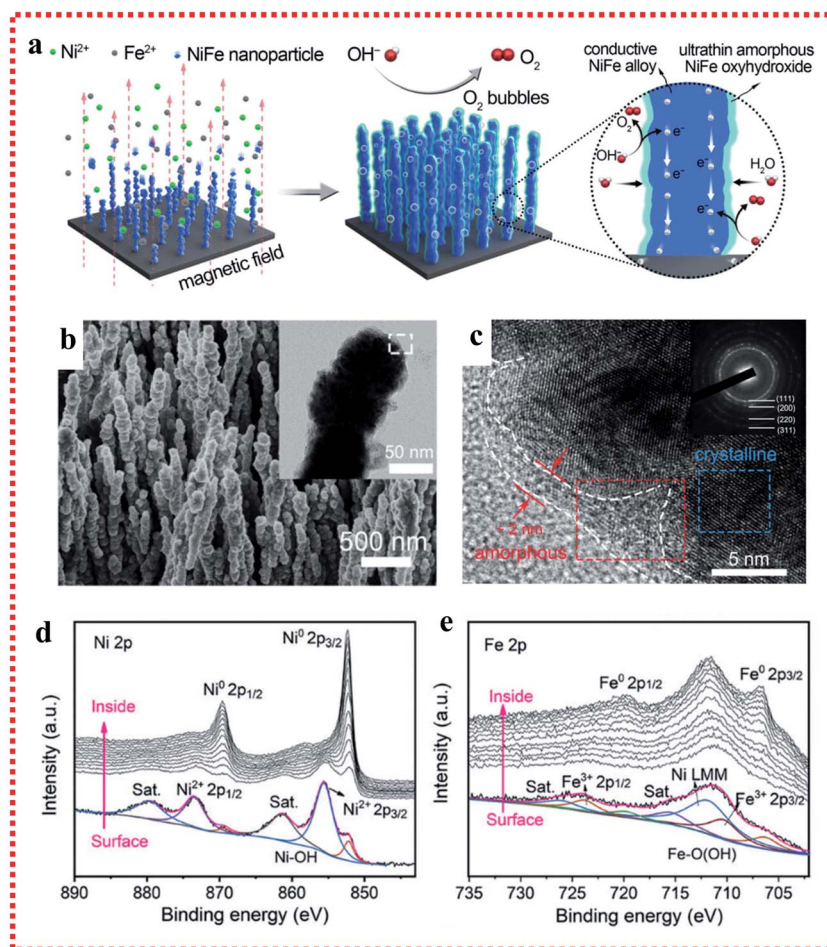 a
Ni²⁺ Fe²⁺ NiFe nanoparticle
magnetic field
OH⁻
O₂
O₂ bubbles
conductive
NiFe alloy
ultrathin amorphous
NiFe oxyhydroxide
O₂
e⁻
OH⁻
e⁻
H₂O
e⁻
b
50 nm
500 nm
c
(111)
(200)
(220)
(311)
crystalline
~ 2 nm
amorphous
5 nm
d
Ni 2p
Ni⁰ 2p3/2
Ni⁰ 2p1/2
Inside
Sat.
Ni²⁺ 2p1/2
Sat.
Ni²⁺ 2p3/2
Surface
Ni-OH
Intensity (a.u.)
890 880 870 860 850
Binding energy (eV)
e
Fe 2p
Fe⁰ 2p1/2
Fe⁰ 2p3/2
Inside
Sat.
Fe³⁺ 2p1/2
Sat.
Ni LMM
Fe³⁺ 2p3/2
Surface
Fe-O(OH)
Intensity (a.u.)
735 730 725 720 715 710 705
Binding energy (eV)